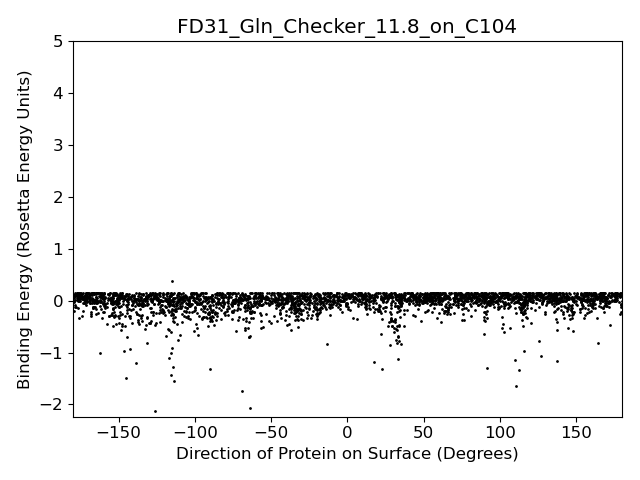 FD31_Gln_Checker_11.8_on_C104
Binding Energy (Rosetta Energy Units)
5
4
3
2
1
0
−1
−2
−150 −100 −50 0 50 100 150
Direction of Protein on Surface (Degrees)